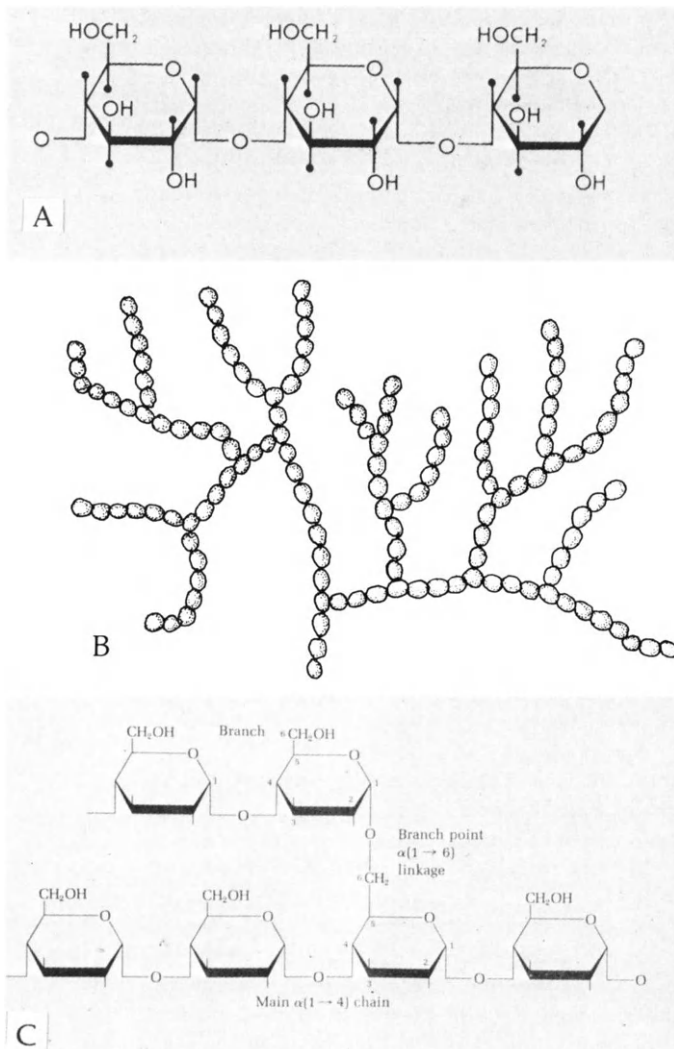 HOCH₂ HOCH₂ HOCH₂
O O O
OH OH OH
O O O
OH OH OH
A
B
CH₂OH Branch ⁶CH₂OH
O 5 O
1 4 1
3 2
O
O
Branch point
α(1 → 6)
linkage
⁶CH₂
CH₂OH CH₂OH CH₂OH
O O 5 O O
4 1
3 2
O O O O
Main α(1 → 4) chain
C